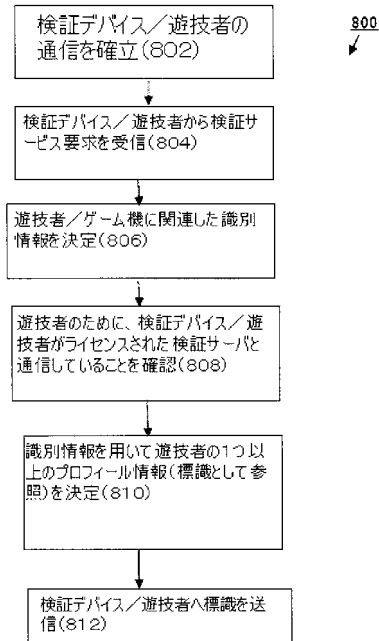 検証デバイス／遊技者の
通信を確立(802)
800
検証デバイス／遊技者から検証サ
ービス要求を受信(804)
遊技者／ゲーム機に関連した識別
情報を決定(806)
遊技者のために、検証デバイス／遊
技者がライセンスされた検証サーバと
通信していることを確認(808)
識別情報を用いて遊技者の1つ以
上のプロフィール情報(標識として参
照)を決定(810)
検証デバイス／遊技者へ標識を送
信(812)